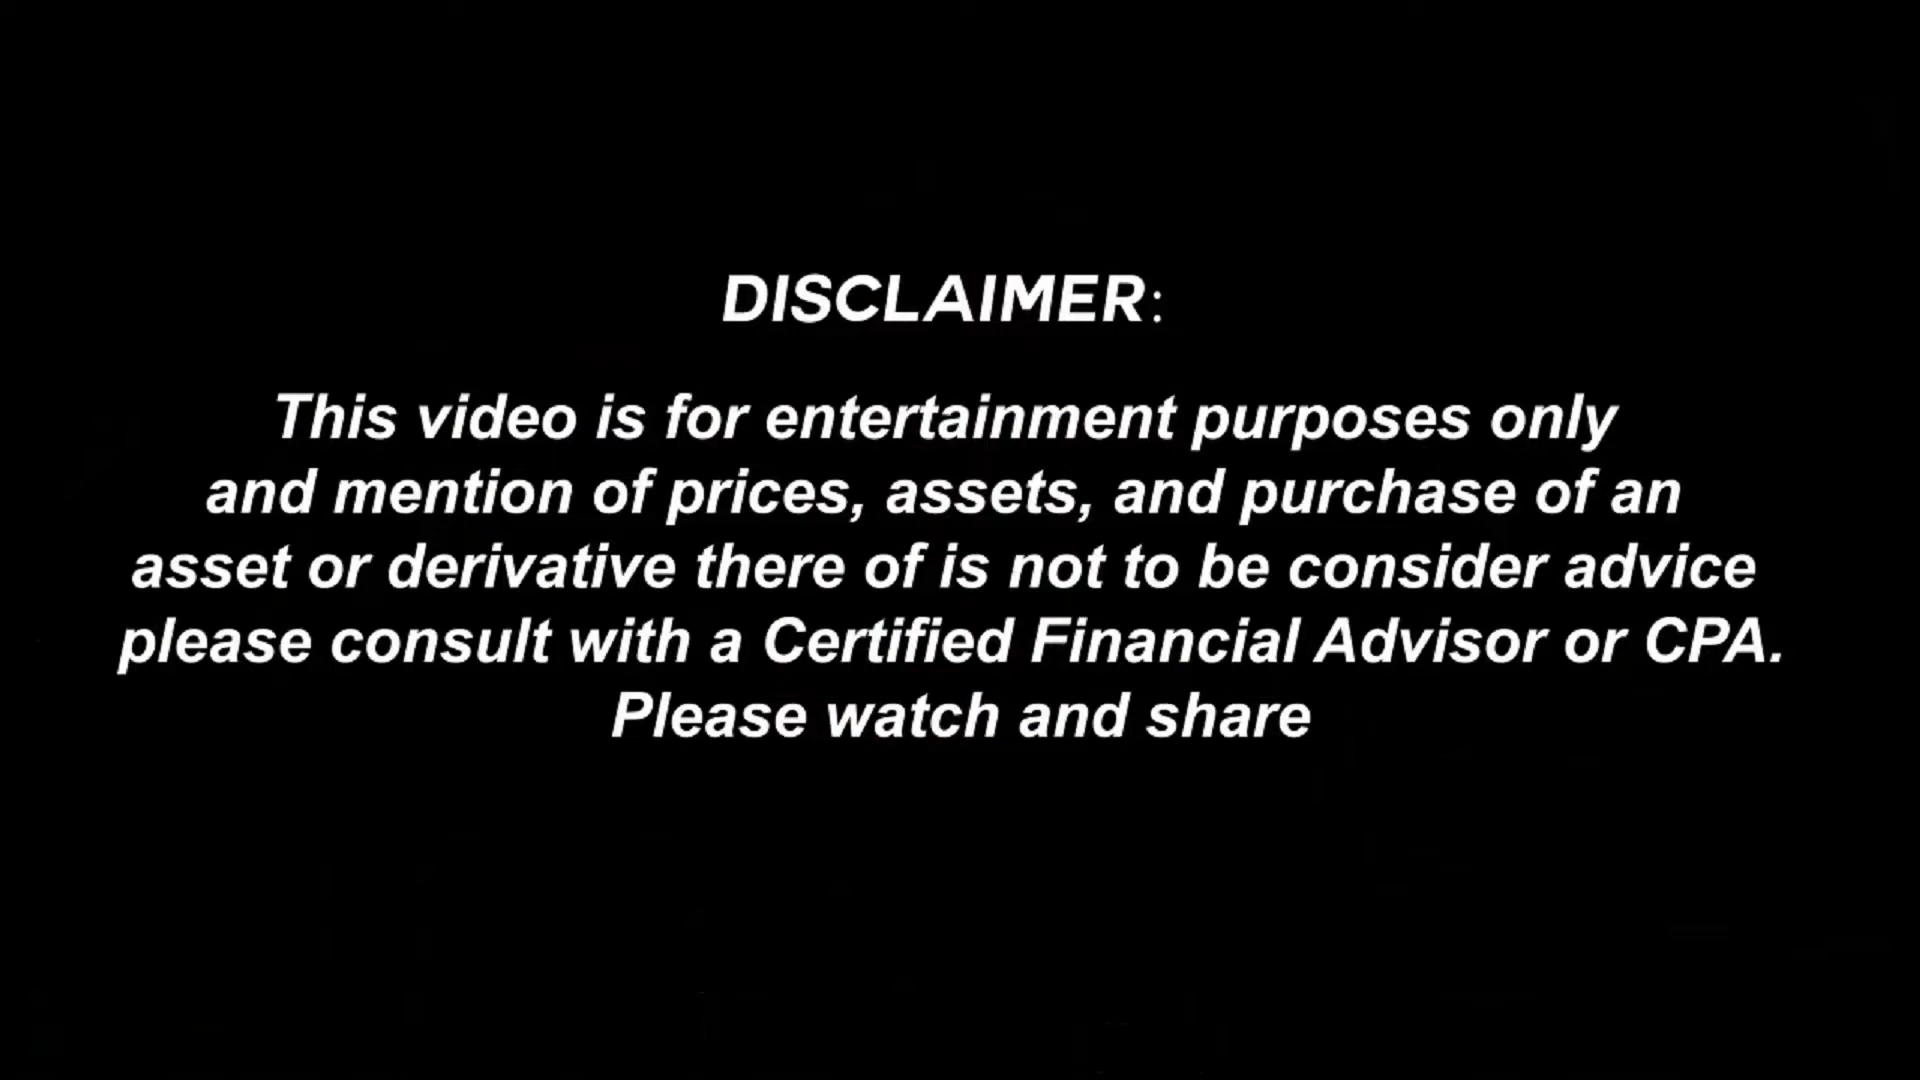 DISCLAIMER:
This video is for entertainment purposes only
and mention of prices, assets, and purchase of an
asset or derivative there of is not to be consider advice
please consult with a Certified Financial Advisor or CPA.
Please watch and share